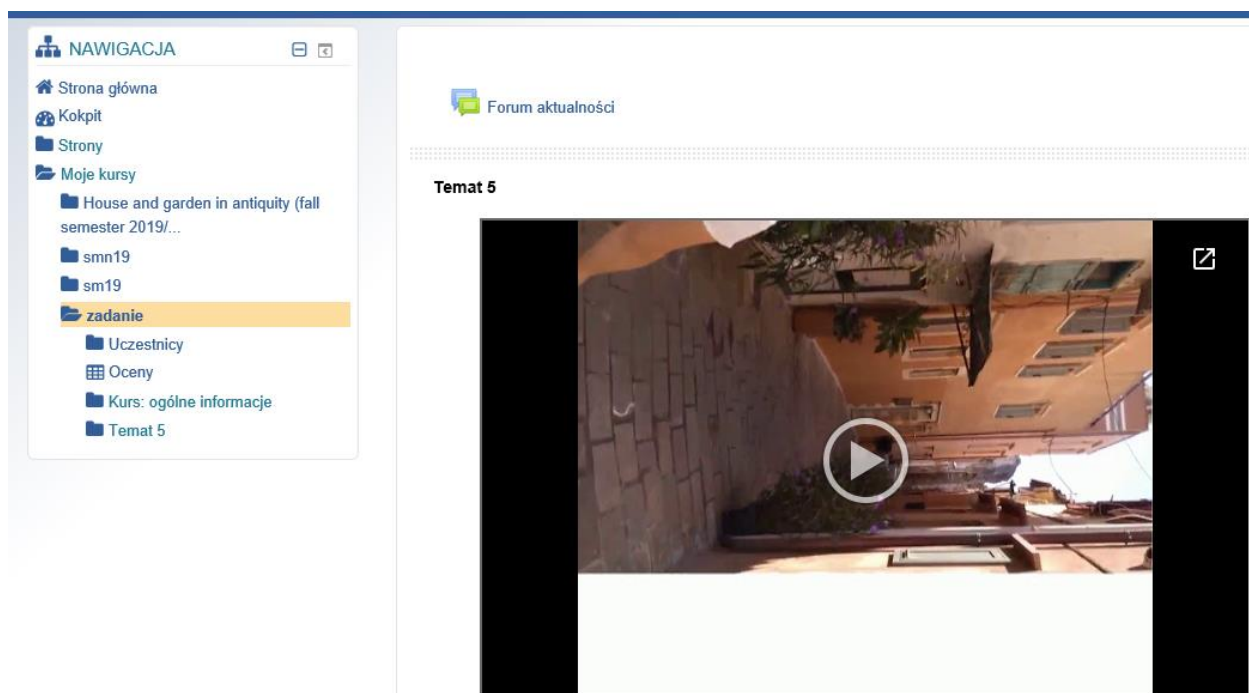 NAWIGACJA
Strona główna
Kokpit
Strony
Moje kursy
House and garden in antiquity (fall
semester 2019/...
smn19
sm19
zadanie
Uczestnicy
Oceny
Kurs: ogólne informacje
Temat 5
Forum aktualności
Temat 5